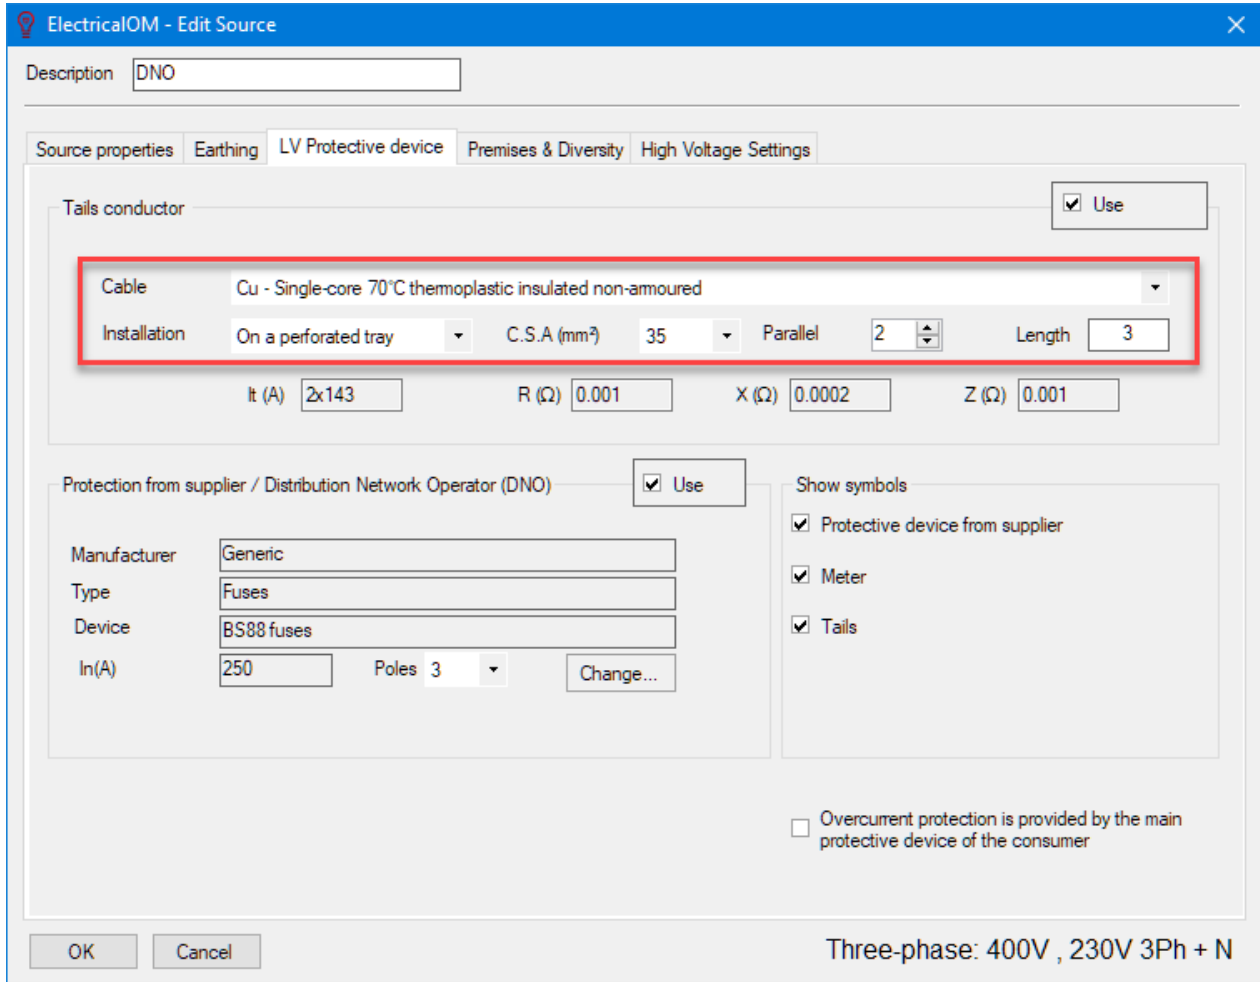 ElectricalOM - Edit Source
Description DNO
Source properties Earthing LV Protective device Premises & Diversity High Voltage Settings
Tails conductor Use
Cable Cu - Single-core 70°C thermoplastic insulated non-armoured
Installation On a perforated tray C.S.A (mm²) 35 Parallel 2 Length 3
It (A) 2x143 R (Ω) 0.001 X (Ω) 0.0002 Z (Ω) 0.001
Protection from supplier / Distribution Network Operator (DNO) Use Show symbols
Protective device from supplier
Manufacturer Generic
Meter
Type Fuses
Device BS88 fuses
Tails
In(A) 250 Poles 3 Change...
Overcurrent protection is provided by the main
protective device of the consumer
OK Cancel Three-phase: 400V , 230V 3Ph + N